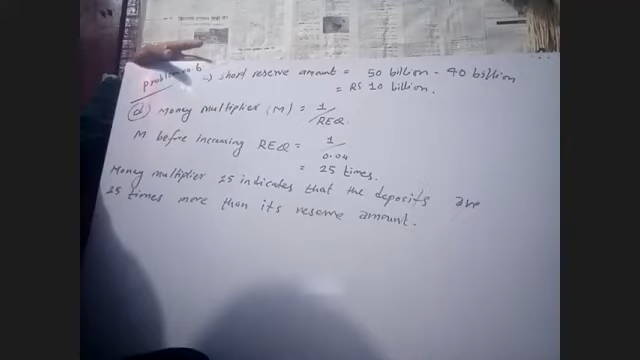 problem no. 6
⇒ short reserve amount = 50 billion - 40 billion
= RS 10 billion.
(d) Money multiplier (M) = 1/REQ.
M before increasing REQ = 1/0.04
= 25 times.
Money multiplier 25 indicates that the deposits are
25 times more than its reserve amount.